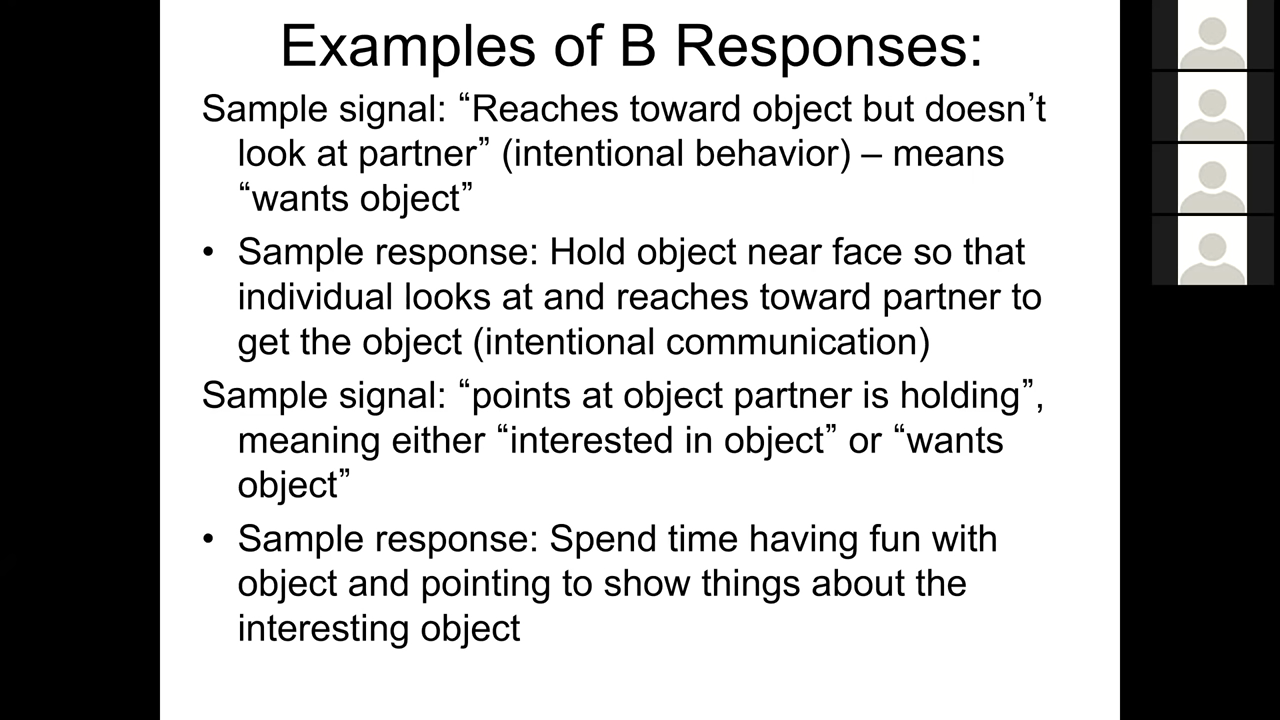 Examples of B Responses:
Sample signal: “Reaches toward object but doesn’t
look at partner” (intentional behavior) – means
“wants object”
• Sample response: Hold object near face so that
individual looks at and reaches toward partner to
get the object (intentional communication)
Sample signal: “points at object partner is holding”,
meaning either “interested in object” or “wants
object”
• Sample response: Spend time having fun with
object and pointing to show things about the
interesting object